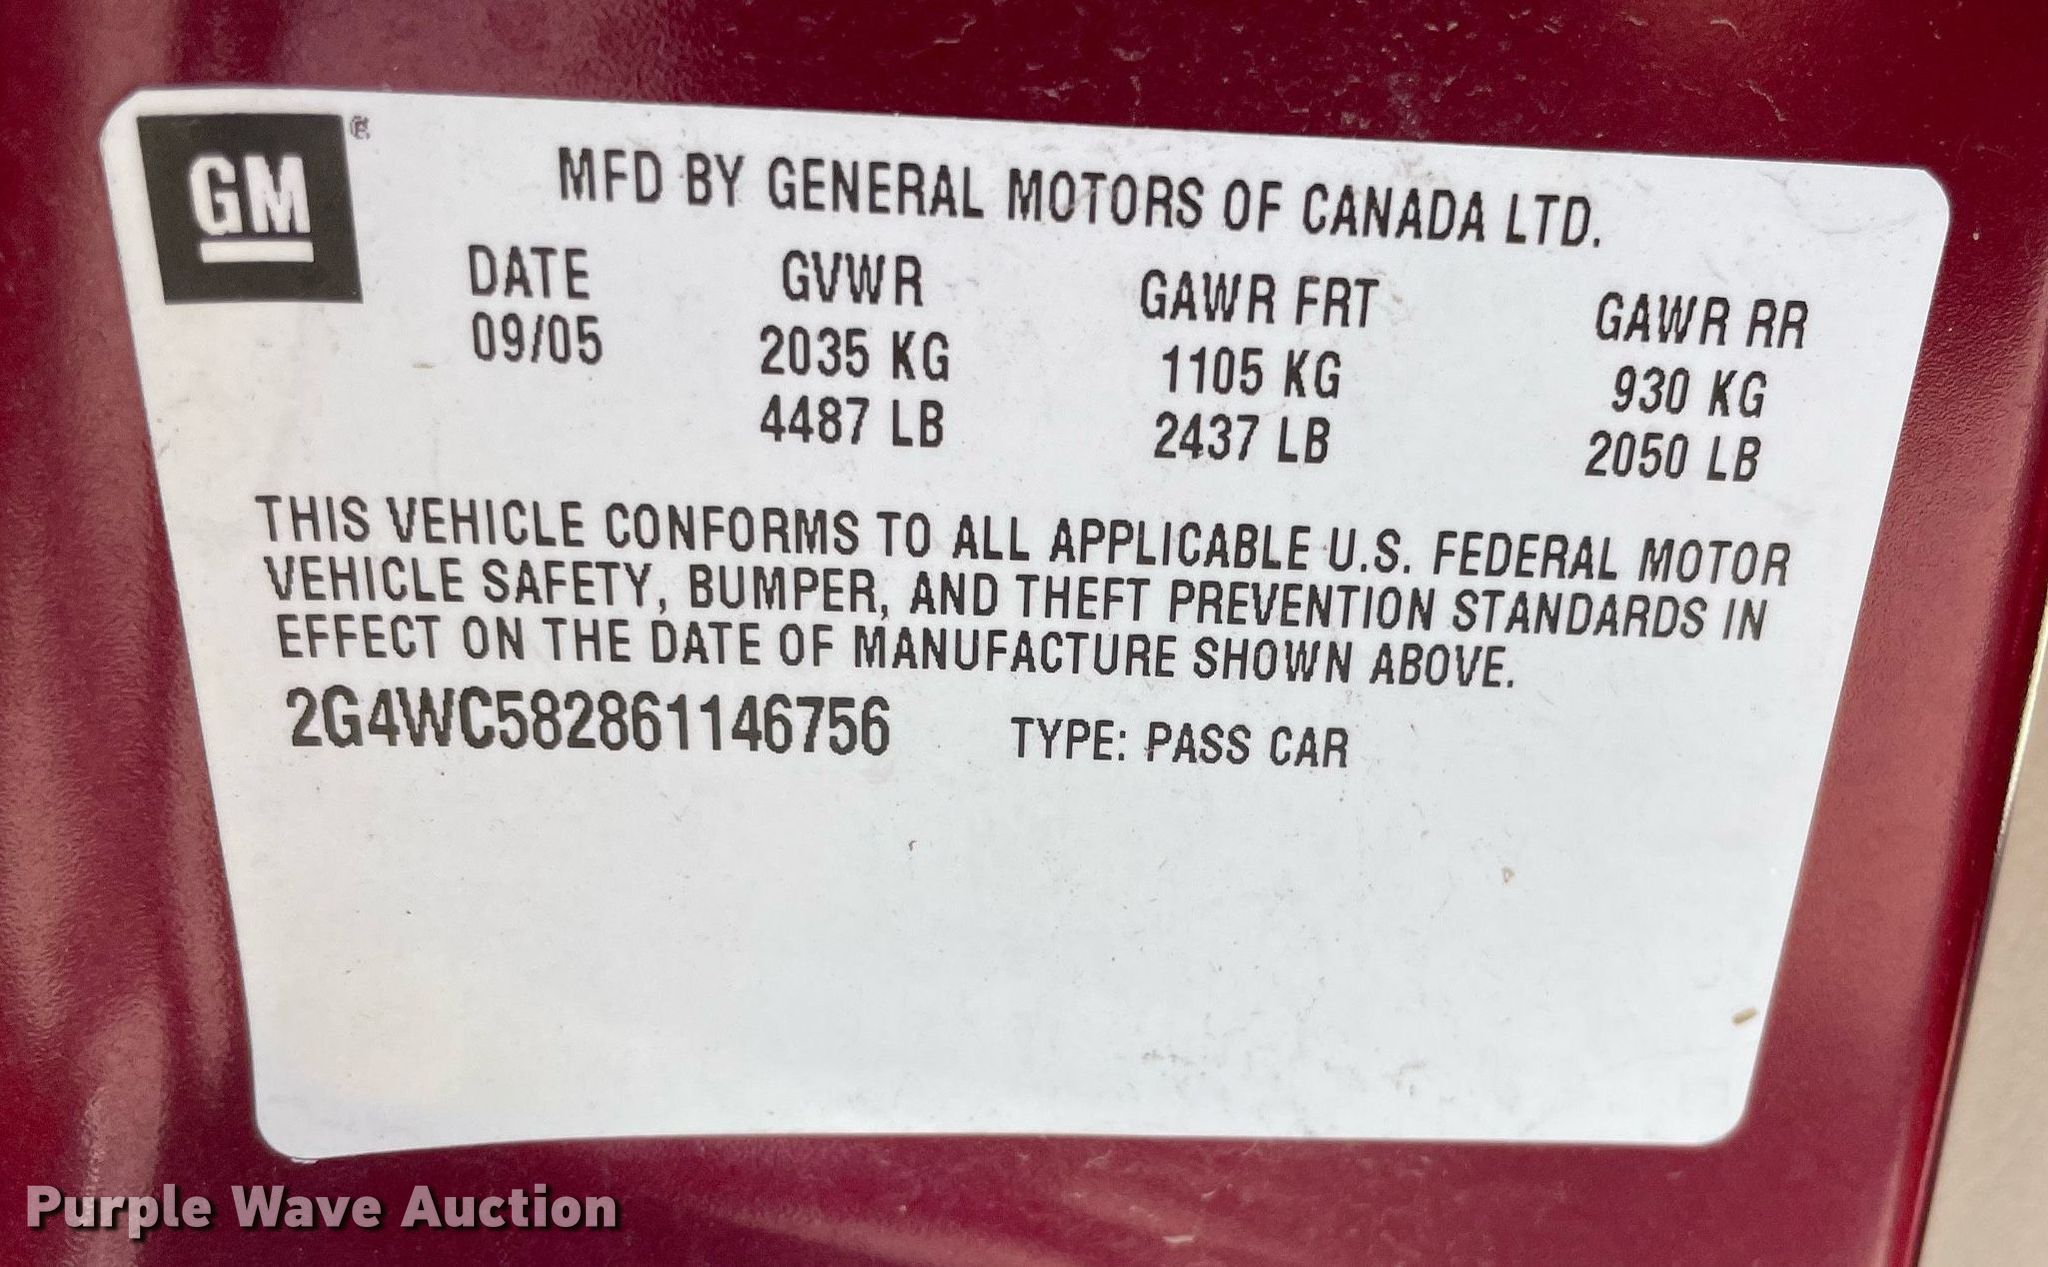 GM ®
MFD BY GENERAL MOTORS OF CANADA LTD.
DATE GVWR GAWR FRT GAWR RR
09/05 2035 KG 1105 KG 930 KG
4487 LB 2437 LB 2050 LB
THIS VEHICLE CONFORMS TO ALL APPLICABLE U.S. FEDERAL MOTOR
VEHICLE SAFETY, BUMPER, AND THEFT PREVENTION STANDARDS IN
EFFECT ON THE DATE OF MANUFACTURE SHOWN ABOVE.
2G4WC582861146756 TYPE: PASS CAR
Purple Wave Auction